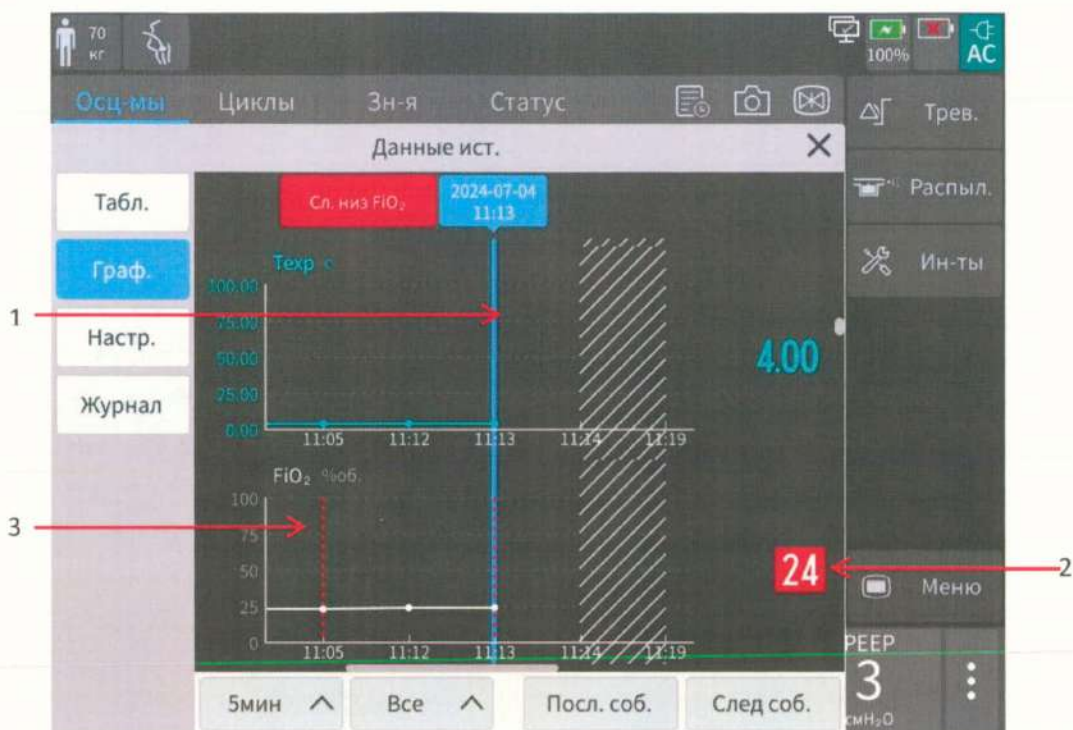 70
кг
100%
AC
Осц-мы Циклы Зн-я Статус
Трев.
Данные ист.
Распыл.
Ин-ты
Табл.
Граф.
Настр.
Журнал
Сл. низ FiO₂
2024-07-04
11:13
Texp с
100.00
75.00
50.00
25.00
0.00
11:05 11:12 11:13 11:14 11:19
4.00
1
FiO₂ %об.
100
75
50
25
0
11:05 11:12 11:13 11:14 11:19
3
24
2
Меню
PEEP
3
смH₂O
5мин Все Посл. соб. След соб.